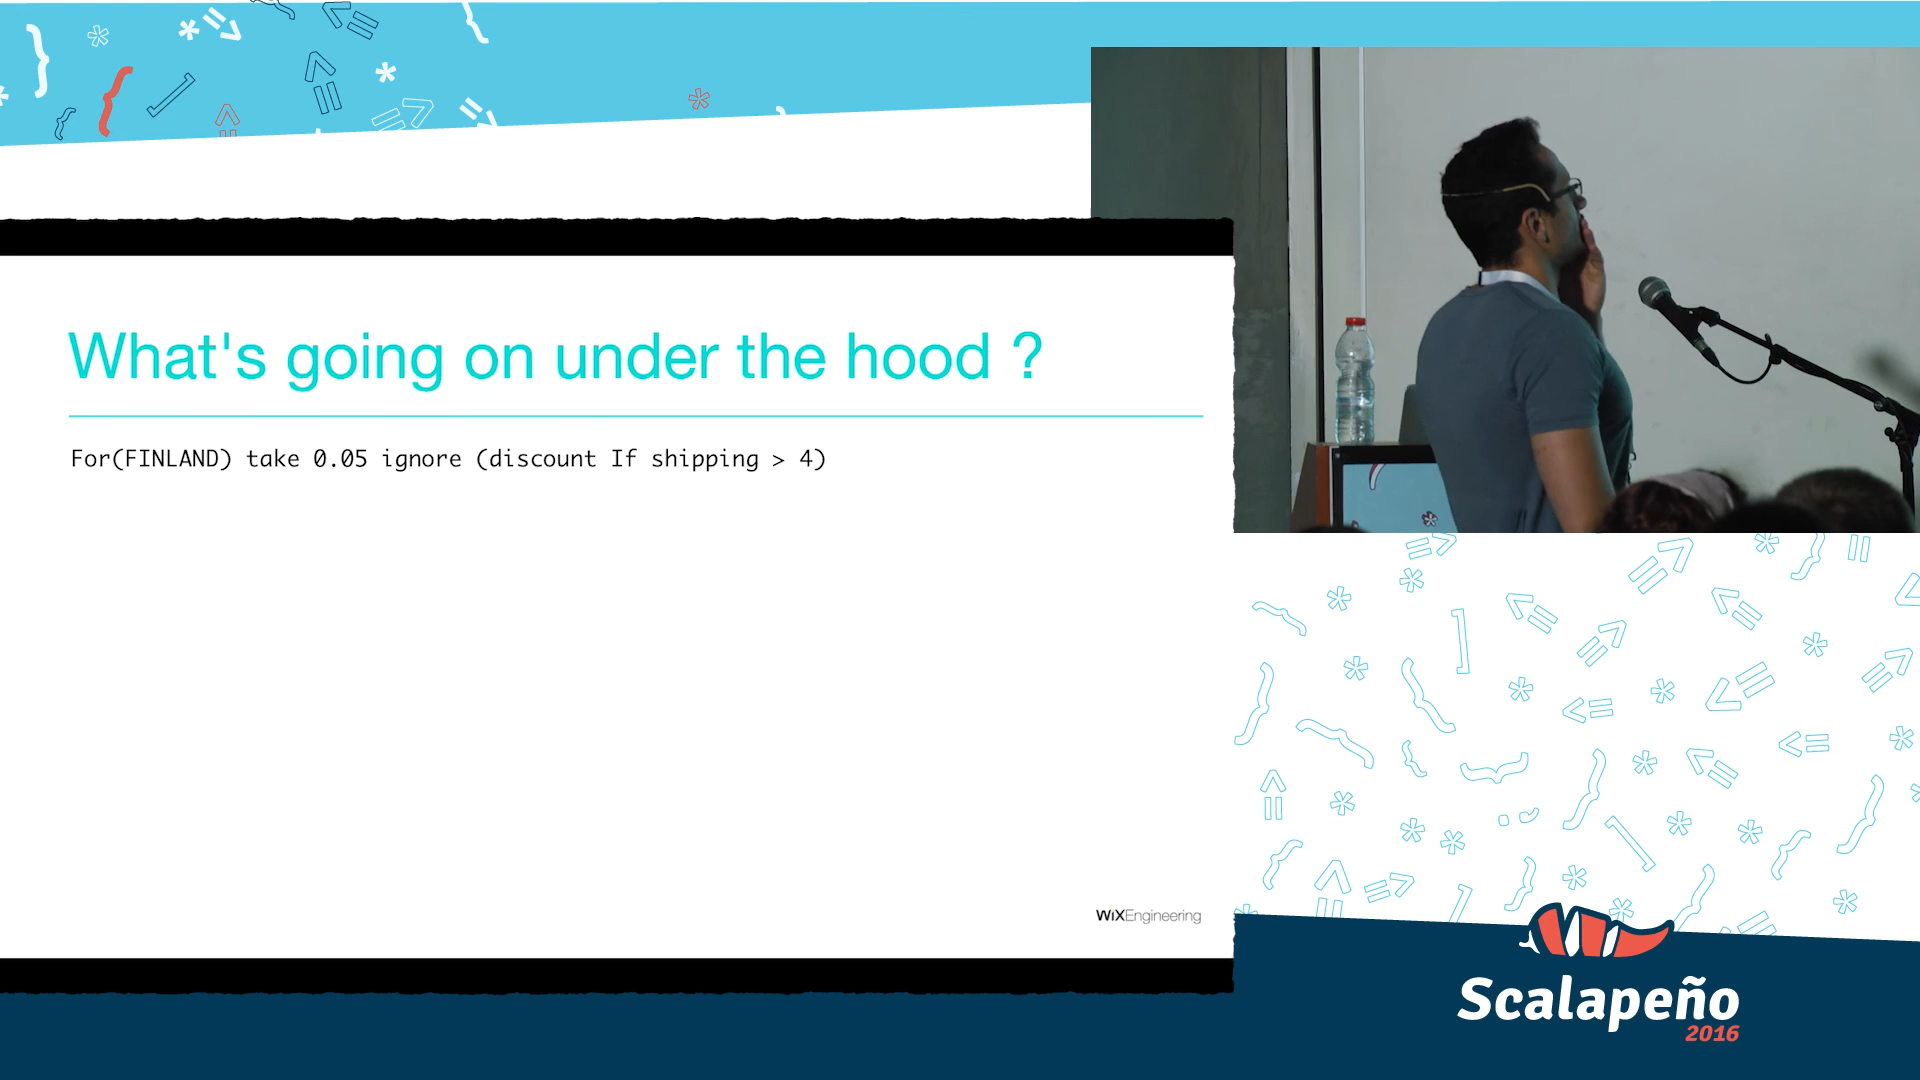 What's going on under the hood ?
For(FINLAND) take 0.05 ignore (discount If shipping > 4)
WiXEngineering
Scalapeño
2016